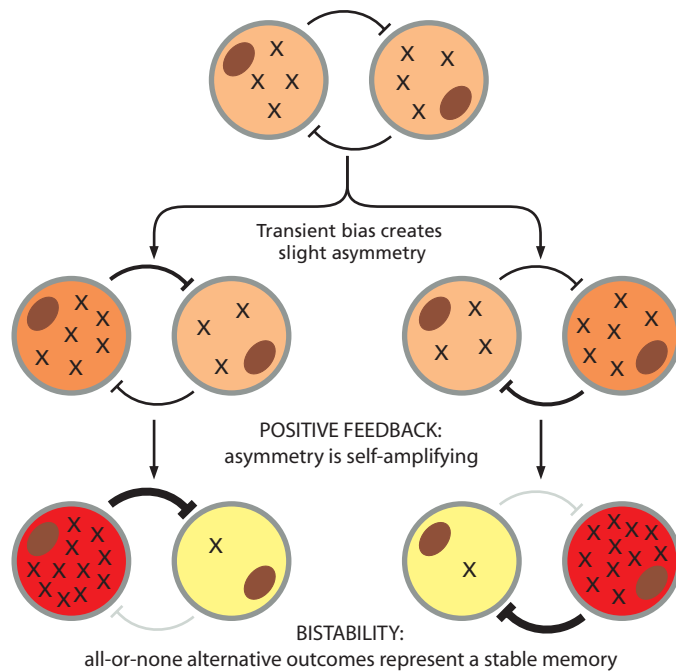 X X X X X X X X
Transient bias creates
slight asymmetry
X X X X X X X X X X X X X X X X X X
POSITIVE FEEDBACK:
asymmetry is self-amplifying
X X X X X X X X X X X X X X X X X X X X X X X X
BISTABILITY:
all-or-none alternative outcomes represent a stable memory